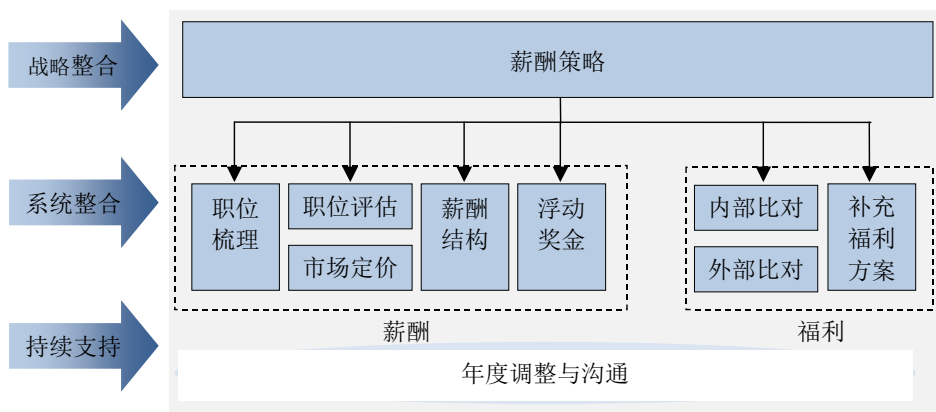 战略整合
薪酬策略
系统整合
职位
梳理
职位评估
市场定价
薪酬
结构
浮动
奖金
内部比对
外部比对
补充
福利
方案
薪酬
福利
持续支持
年度调整与沟通